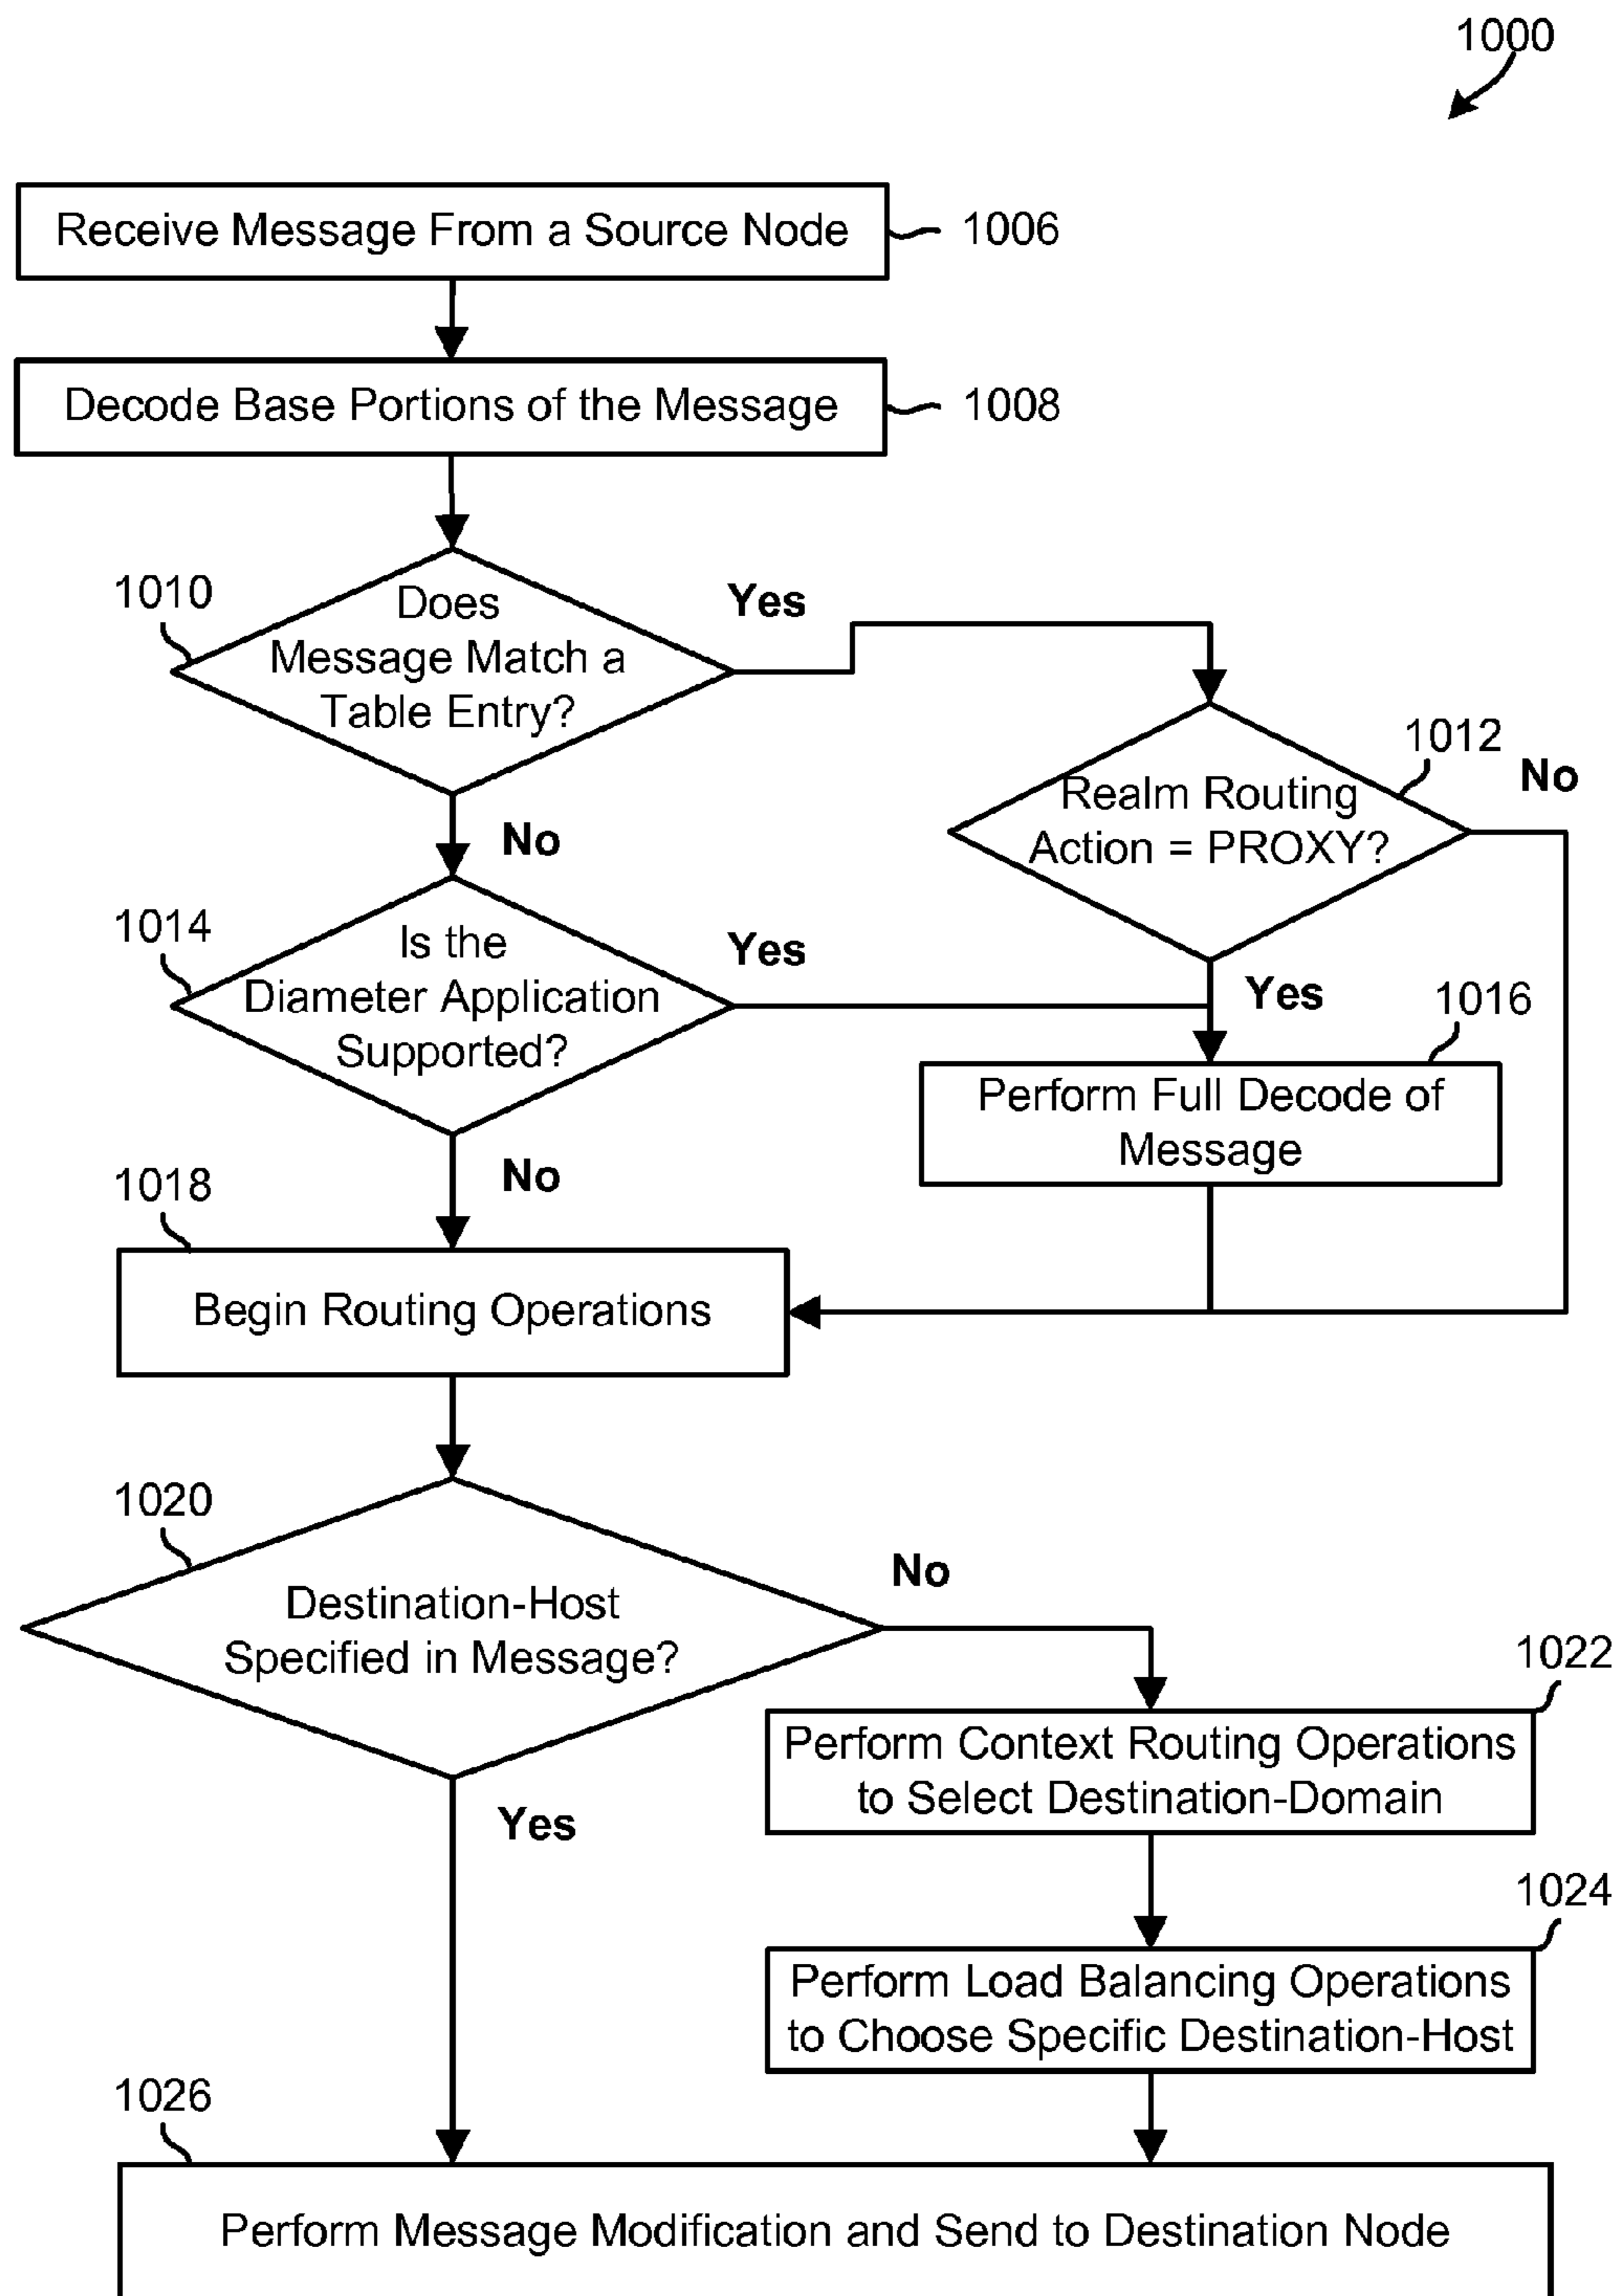 1000
Receive Message From a Source Node
1006
Decode Base Portions of the Message
1008
1010
Does
Message Match a
Table Entry?
Yes
No
1012
Realm Routing
Action = PROXY?
No
Yes
1014
Is the
Diameter Application
Supported?
Yes
No
1016
Perform Full Decode of
Message
1018
Begin Routing Operations
1020
Destination-Host
Specified in Message?
No
Yes
1022
Perform Context Routing Operations
to Select Destination-Domain
1024
Perform Load Balancing Operations
to Choose Specific Destination-Host
1026
Perform Message Modification and Send to Destination Node